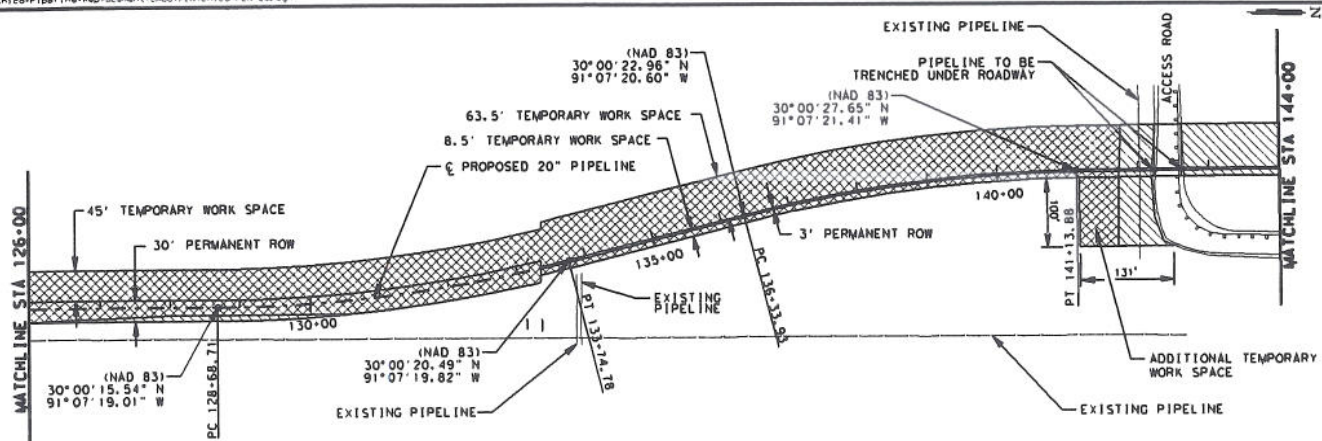 N
EXISTING PIPELINE
ACCESS ROAD
(NAD 83)
30°00'22.96" N
91°07'20.60" W
PIPELINE TO BE
TRENCHED UNDER ROADWAY
(NAD 83)
30°00'27.65" N
91°07'21.41" W
63.5' TEMPORARY WORK SPACE
8.5' TEMPORARY WORK SPACE
℄ PROPOSED 20" PIPELINE
MATCHLINE STA 126+00
45' TEMPORARY WORK SPACE
30' PERMANENT ROW
130+00
135+00
140+00
3' PERMANENT ROW
PC 136+33.93
100'
131'
PT 141+13.88
MATCHLINE STA 144+00
EXISTING
PIPELINE
PT 133+74.78
(NAD 83)
30°00'15.54" N
91°07'19.01" W
PC 128+68.71
(NAD 83)
30°00'20.49" N
91°07'19.82" W
EXISTING PIPELINE
ADDITIONAL TEMPORARY
WORK SPACE
EXISTING PIPELINE